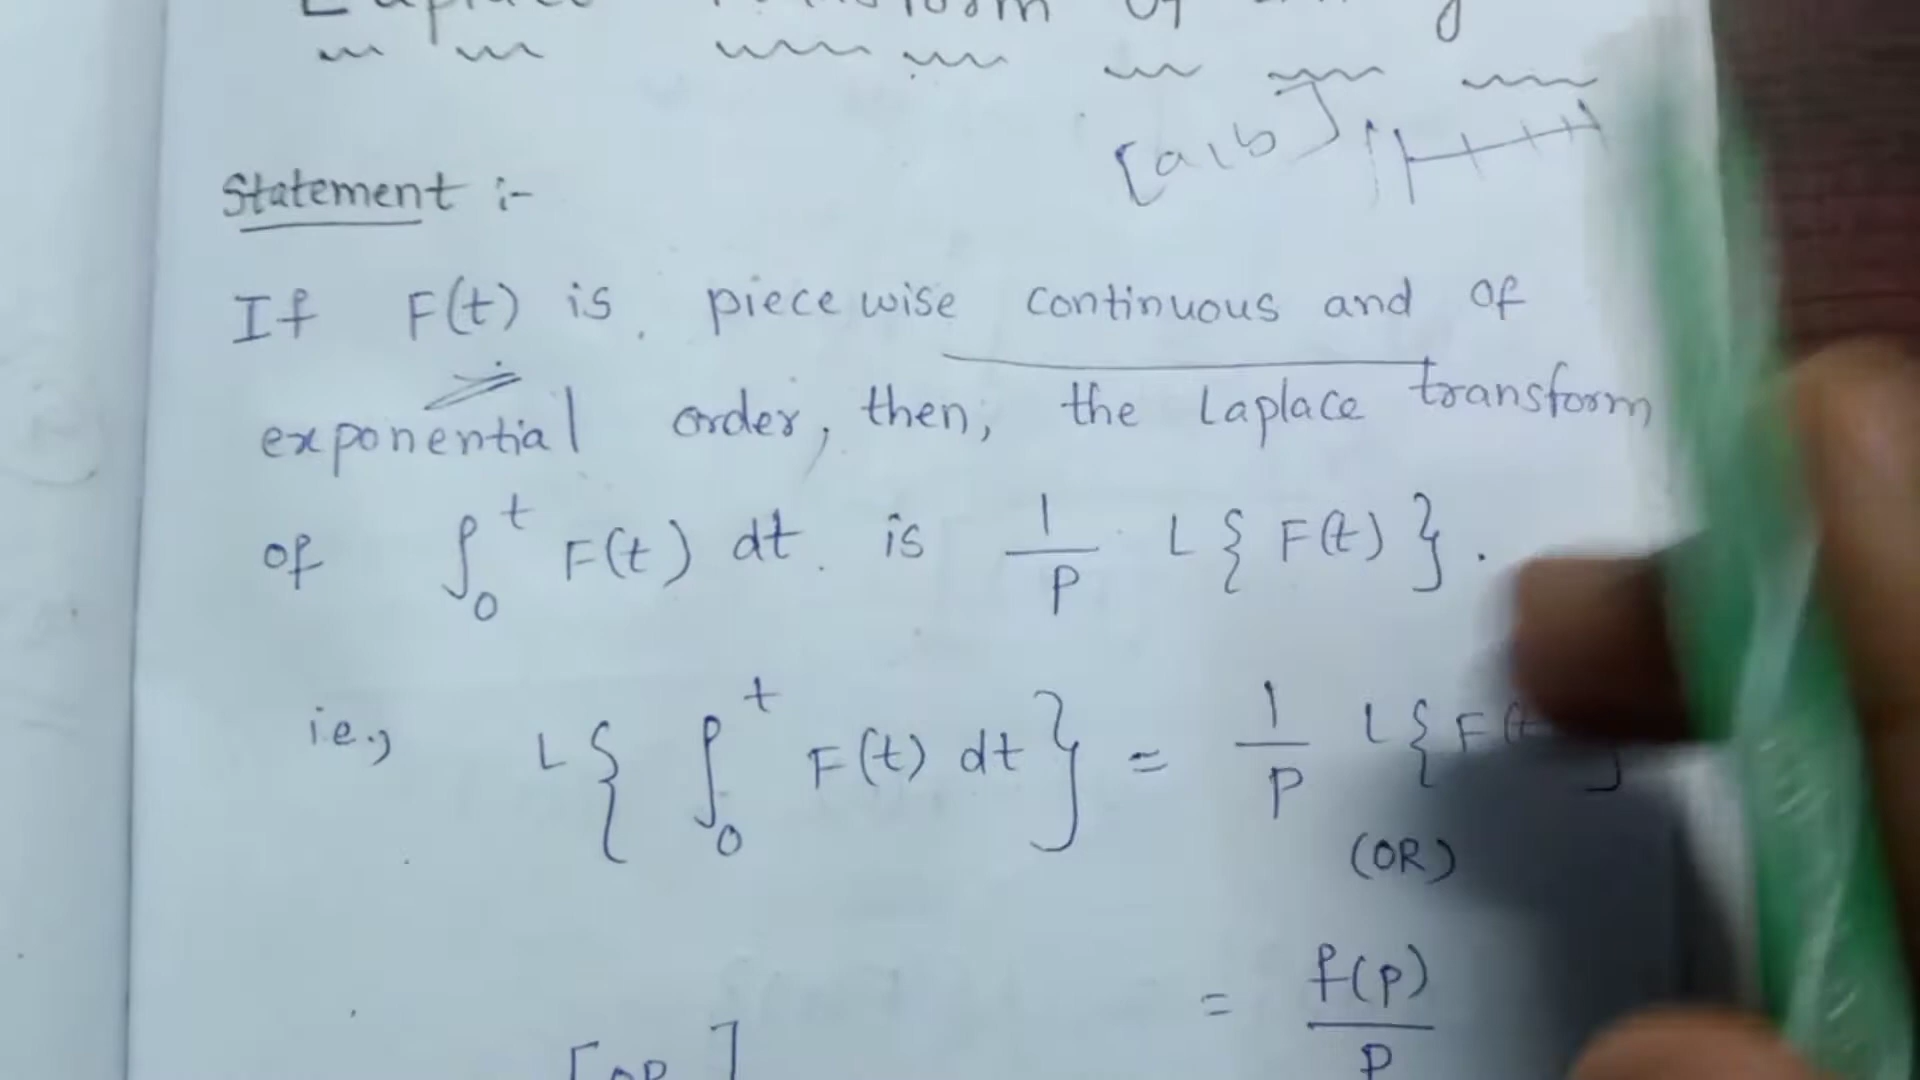 [a,b]
Statement :-
If F(t) is piece wise continuous and of
exponential order, then, the Laplace transform
of ∫₀ᵗ F(t) dt. is 1/P L{F(t)}.
i.e., L{∫₀ᵗ F(t) dt} = 1/P L{F(t)}
(OR)
= f(p)/P
[OR]